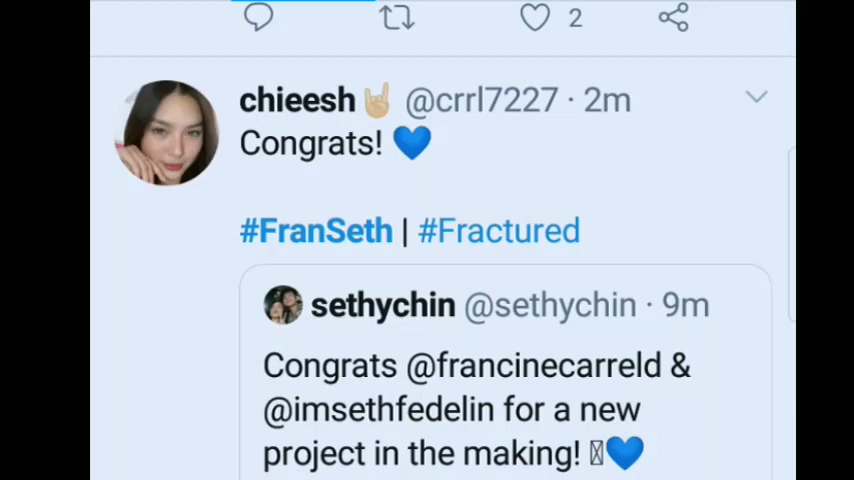 2
chieesh🤘🏼 @crrl7227 · 2m
Congrats! 💙
#FranSeth | #Fractured
sethychin @sethychin · 9m
Congrats @francinecarreld &
@imsethfedelin for a new
project in the making! 💙